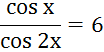 cos x / cos 2x = 6